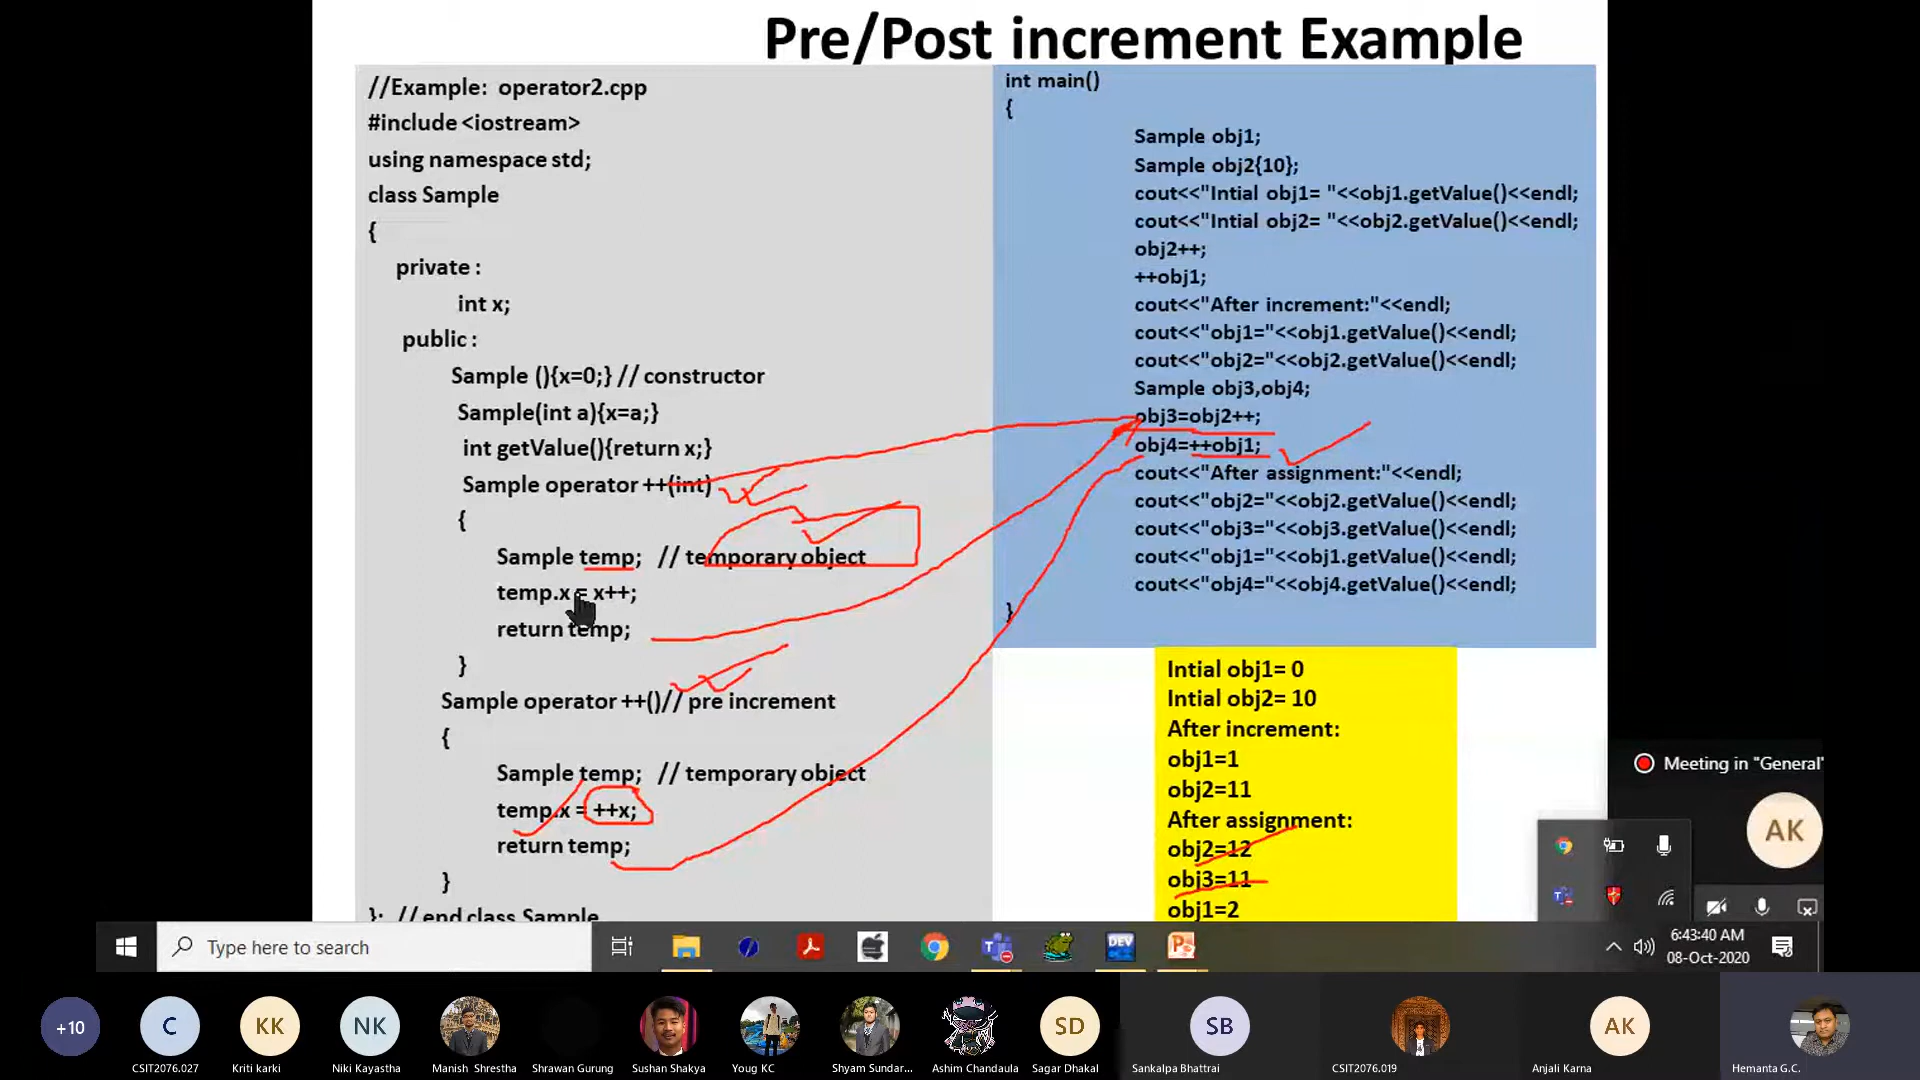 Pre/Post increment Example
//Example:  operator2.cpp
#include <iostream>
using namespace std;
class Sample
{
private :
int x;
public :
Sample (){x=0;} // constructor
Sample(int a){x=a;}
int getValue(){return x;}
Sample operator ++(int)
{
Sample temp;   // temporary object
temp.x = x++;
return temp;
}
Sample operator ++()// pre increment
{
Sample temp;   // temporary object
temp.x = ++x;
return temp;
}
};  // end class Sample
int main()
{
Sample obj1;
Sample obj2{10};
cout<<"Intial obj1= "<<obj1.getValue()<<endl;
cout<<"Intial obj2= "<<obj2.getValue()<<endl;
obj2++;
++obj1;
cout<<"After increment:"<<endl;
cout<<"obj1="<<obj1.getValue()<<endl;
cout<<"obj2="<<obj2.getValue()<<endl;
Sample obj3,obj4;
obj3=obj2++;
obj4=++obj1;
cout<<"After assignment:"<<endl;
cout<<"obj2="<<obj2.getValue()<<endl;
cout<<"obj3="<<obj3.getValue()<<endl;
cout<<"obj1="<<obj1.getValue()<<endl;
cout<<"obj4="<<obj4.getValue()<<endl;
}
Intial obj1= 0
Intial obj2= 10
After increment:
obj1=1
obj2=11
After assignment:
obj2=12
obj3=11
obj1=2
Meeting in "General"
AK
Type here to search
DEV
6:43:40 AM
08-Oct-2020
+10
C
KK
NK
SD
SB
AK
CSIT2076.027
Kriti karki
Niki Kayastha
Manish Shrestha
Shrawan Gurung
Sushan Shakya
Youg KC
Shyam Sundar...
Ashim Chandaula
Sagar Dhakal
Sankalpa Bhattrai
CSIT2076.019
Anjali Karna
Hemanta G.C.